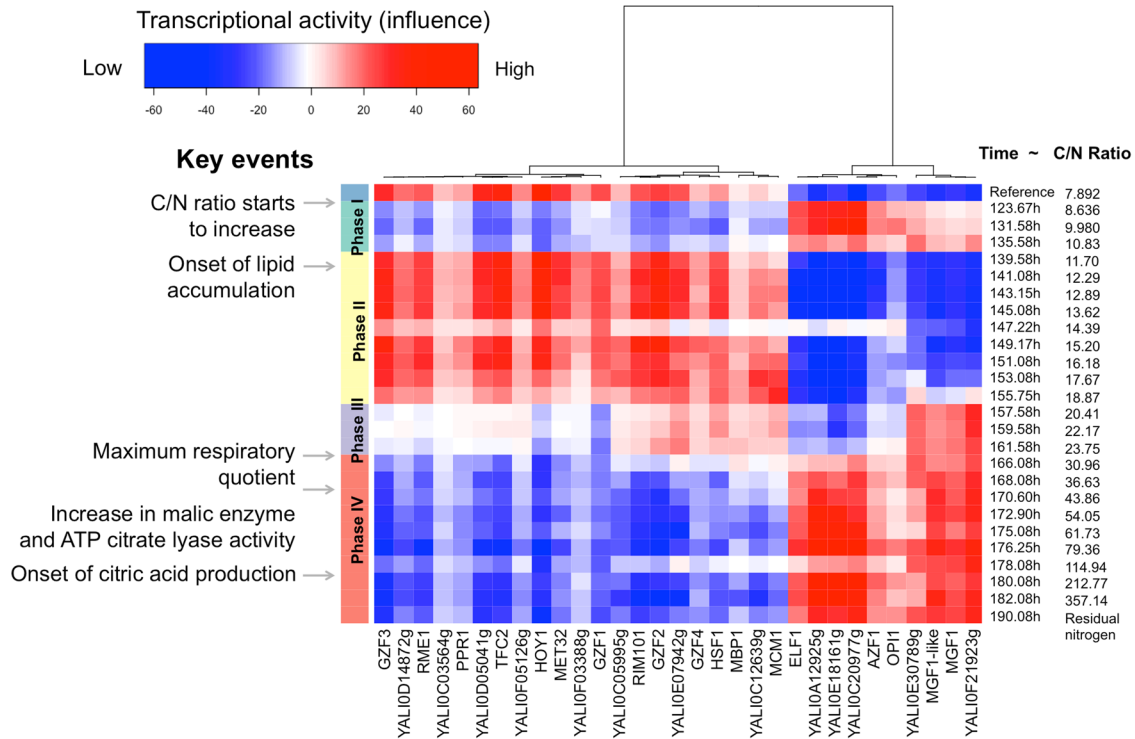 Transcriptional activity (influence)
Low
High
-60 -40 -20 0 20 40 60
Key events
Time ~ C/N Ratio
C/N ratio starts
to increase
Onset of lipid
accumulation
Maximum respiratory
quotient
Increase in malic enzyme
and ATP citrate lyase activity
Onset of citric acid production
Phase I
Phase II
Phase III
Phase IV
Reference 7.892
123.67h 8.636
131.58h 9.980
135.58h 10.83
139.58h 11.70
141.08h 12.29
143.15h 12.89
145.08h 13.62
147.22h 14.39
149.17h 15.20
151.08h 16.18
153.08h 17.67
155.75h 18.87
157.58h 20.41
159.58h 22.17
161.58h 23.75
166.08h 30.96
168.08h 36.63
170.60h 43.86
172.90h 54.05
175.08h 61.73
176.25h 79.36
178.08h 114.94
180.08h 212.77
182.08h 357.14
190.08h Residual
nitrogen
GZF3
YALI0D14872g
RME1
YALI0C03564g
PPR1
YALI0D05041g
TFC2
YALI0F05126g
HOY1
MET32
YALI0F03388g
GZF1
YALI0C05995g
RIM101
GZF2
YALI0E07942g
GZF4
HSF1
MBP1
YALI0C12639g
MCM1
ELF1
YALI0A12925g
YALI0E18161g
YALI0C20977g
AZF1
OPI1
YALI0E30789g
MGF1-like
MGF1
YALI0F21923g